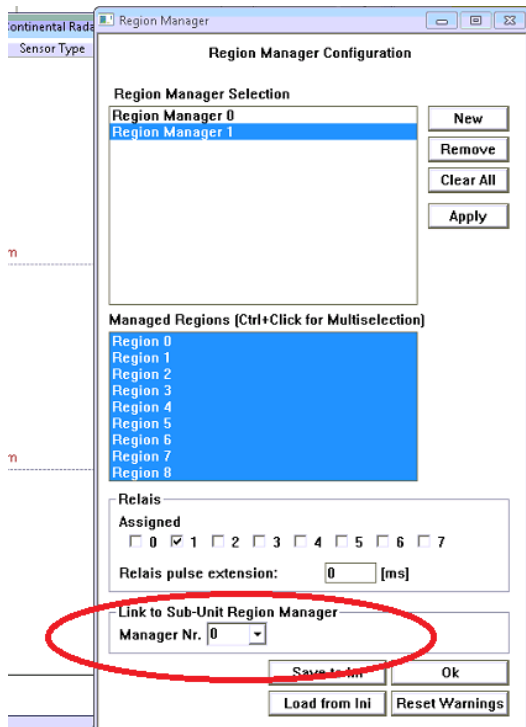 Region Manager
ontinental Rada
Sensor Type
Region Manager Configuration
Region Manager Selection
Region Manager 0
Region Manager 1
New
Remove
Clear All
Apply
m
Managed Regions (Ctrl+Click for Multiselection)
Region 0
Region 1
Region 2
Region 3
Region 4
Region 5
Region 6
Region 7
Region 8
m
Relais
Assigned
0 1 2 3 4 5 6 7
Relais pulse extension: 0 [ms]
Link to Sub-Unit Region Manager
Manager Nr. 0
Save to Ini Ok
Load from Ini Reset Warnings